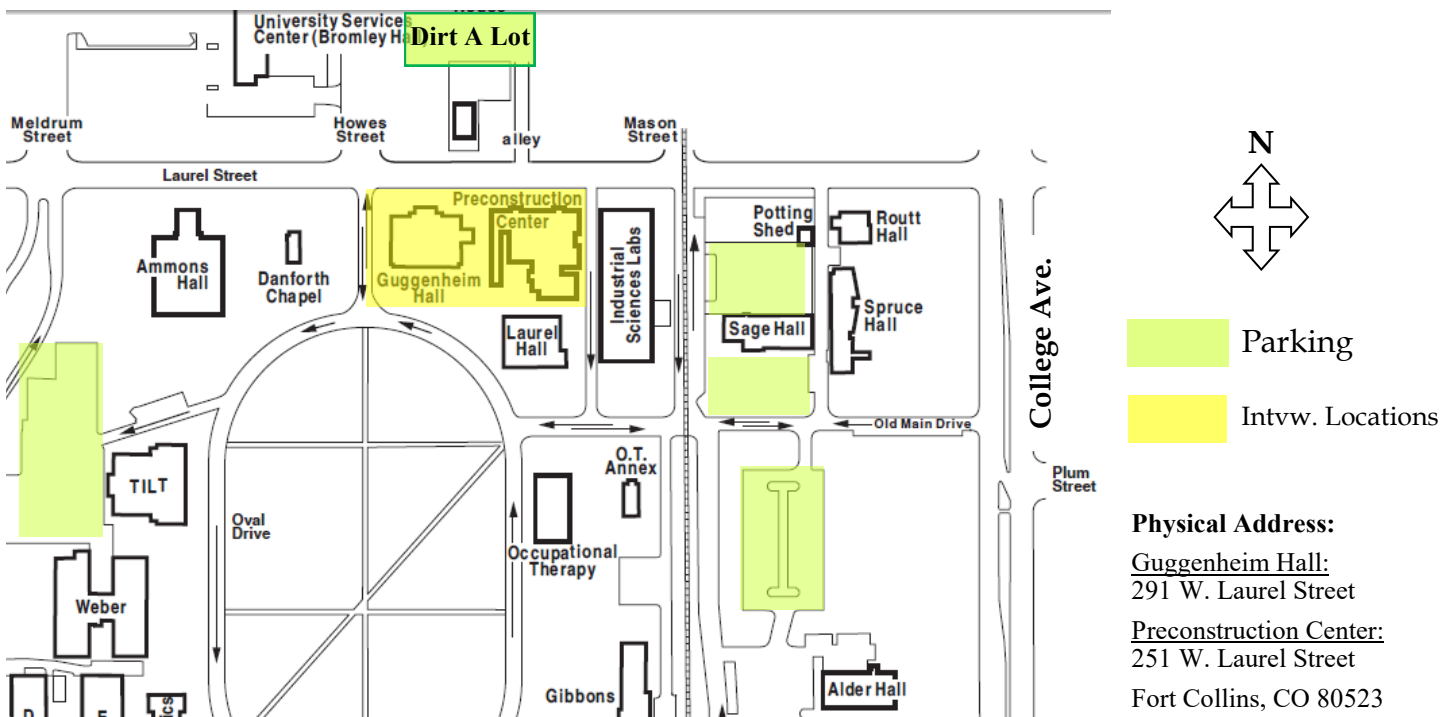 University Services
Center (Bromley Ha
Dirt A Lot
Meldrum
Street
Howes
Street
alley
Mason
Street
Laurel Street
N
Preconstruction
Center
Guggenheim
Hall
Ammons
Hall
Danforth
Chapel
Laurel
Hall
Industrial
Sciences Labs
Potting
Shed
Routt
Hall
Sage Hall
Spruce
Hall
College Ave.
Parking
Intvw. Locations
Old Main Drive
Plum
Street
TILT
O.T.
Annex
Oval
Drive
Occupational
Therapy
Weber
Gibbons
Alder Hall
Physical Address:
Guggenheim Hall:
291 W. Laurel Street
Preconstruction Center:
251 W. Laurel Street
Fort Collins, CO 80523